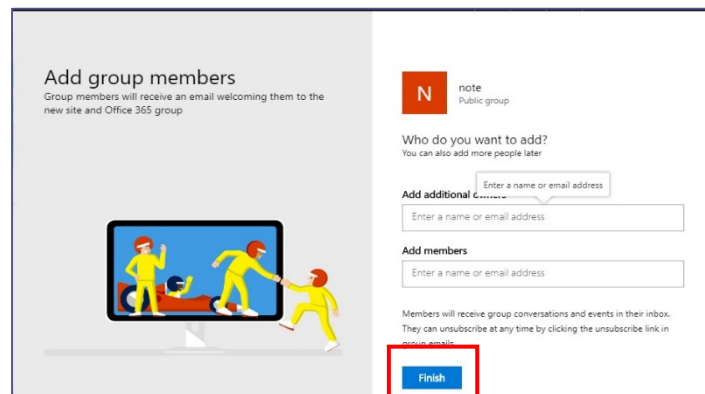 Add group members
Group members will receive an email welcoming them to the
new site and Office 365 group
N
note
Public group
Who do you want to add?
You can also add more people later
Enter a name or email address
Add additional owners
Enter a name or email address
Add members
Enter a name or email address
Members will receive group conversations and events in their inbox.
They can unsubscribe at any time by clicking the unsubscribe link in
group emails
Finish